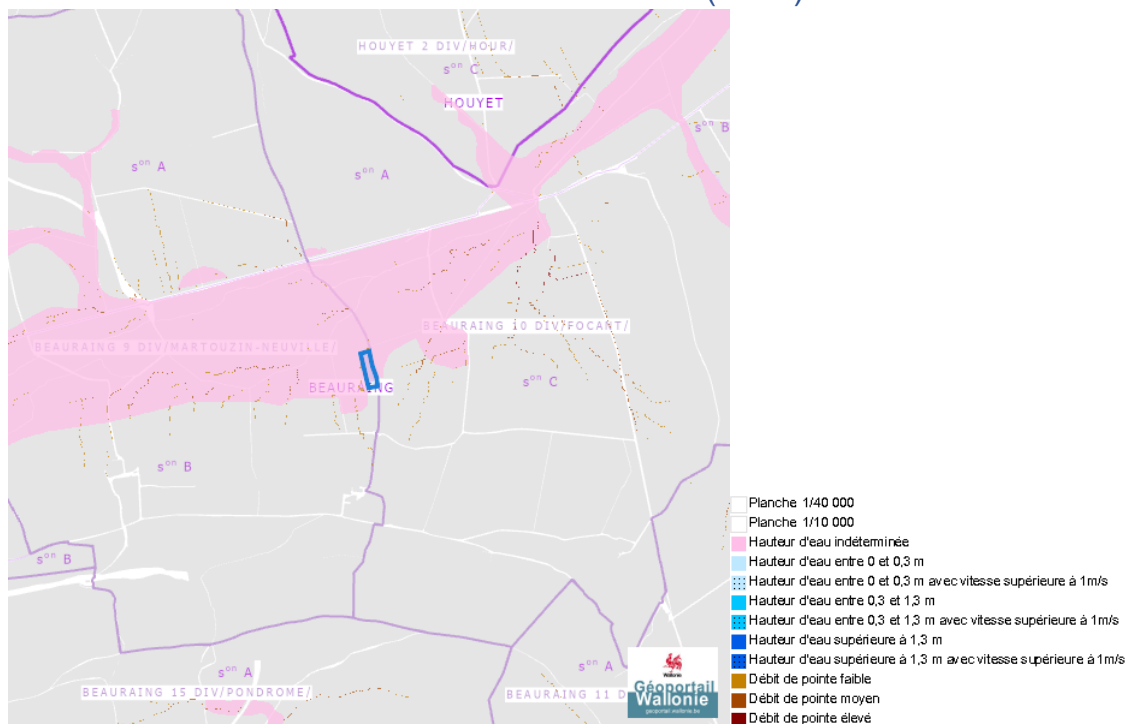 HOUYET 2 DIV/HOUR/
sᵒⁿ C
HOUYET
sᵒⁿ B
sᵒⁿ A
sᵒⁿ A
BEAURAING 10 DIV/FOCANT/
BEAURAING 9 DIV/MARTOUZIN-NEUVILLE/
BEAURAING
sᵒⁿ C
sᵒⁿ B
sᵒⁿ B
sᵒⁿ A
sᵒⁿ A
BEAURAING 15 DIV/PONDROME/
BEAURAING 11 D
Wallonie
Géoportail
Wallonie
geoportail.wallonie.be
Planche 1/40 000
Planche 1/10 000
Hauteur d'eau indéterminée
Hauteur d'eau entre 0 et 0,3 m
Hauteur d'eau entre 0 et 0,3 m avec vitesse supérieure à 1m/s
Hauteur d'eau entre 0,3 et 1,3 m
Hauteur d'eau entre 0,3 et 1,3 m avec vitesse supérieure à 1m/s
Hauteur d'eau supérieure à 1,3 m
Hauteur d'eau supérieure à 1,3 m avec vitesse supérieure à 1m/s
Débit de pointe faible
Débit de pointe moyen
Débit de pointe élevé